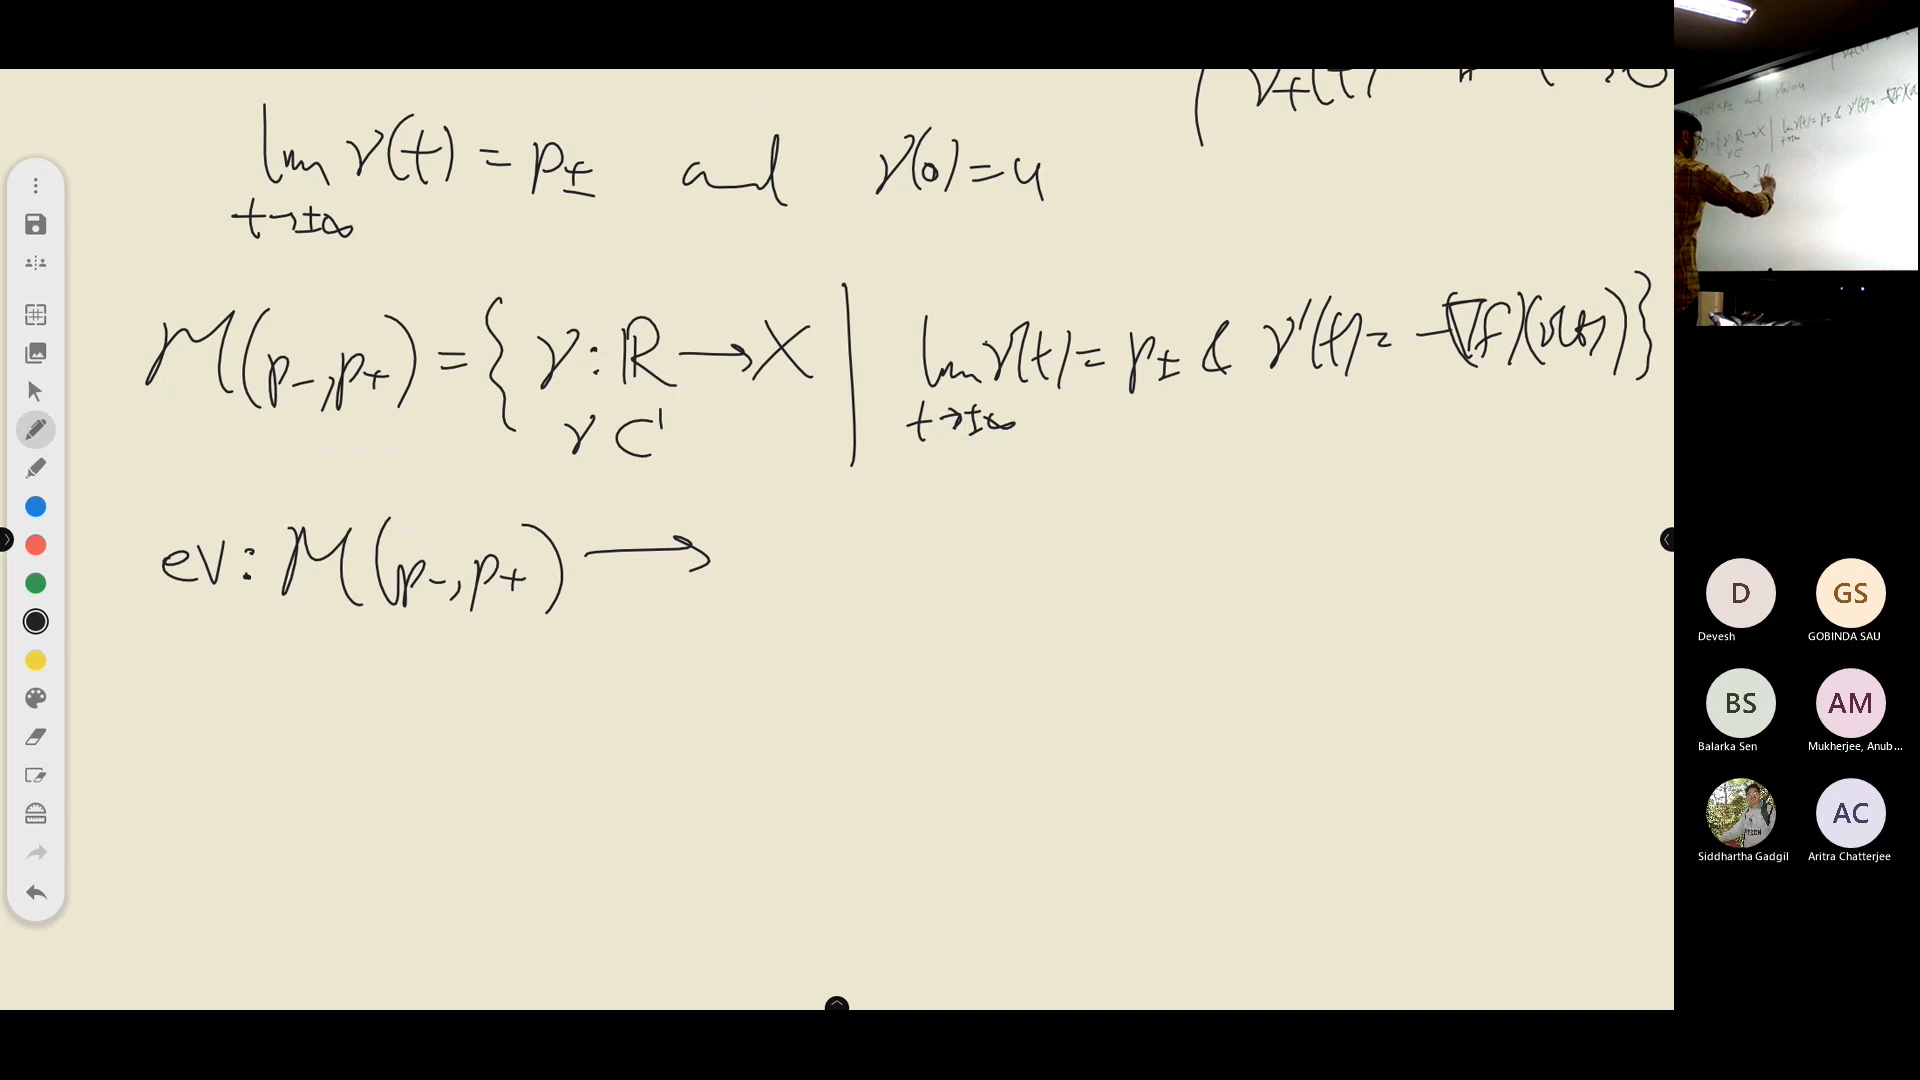 lim γ(t) = p± and γ(0)=u
t→±∞
M(p-,p+) = { γ: R → X | lim γ(t) = p± & γ'(t)= -∇f)(γ(t)) }
γ C¹ t→±∞
ev: M(p-,p+) →
D
Devesh
GS
GOBINDA SAU
BS
Balarka Sen
AM
Mukherjee, Anub...
Siddhartha Gadgil
AC
Aritra Chatterjee